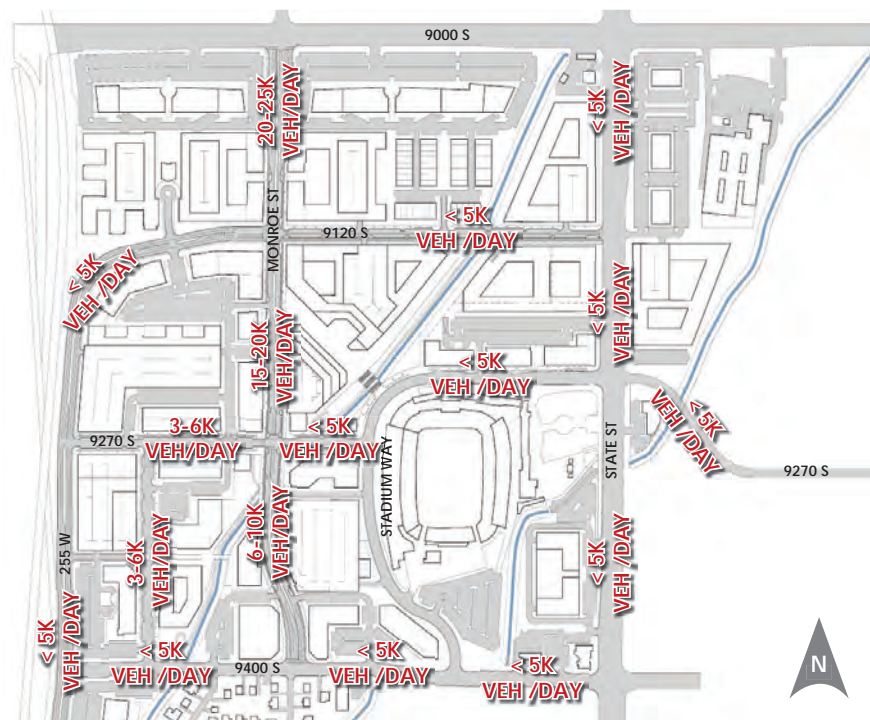 9000 S
20-25K
VEH/DAY
< 5K
VEH /DAY
MONROE ST
< 5K
VEH /DAY
9120 S
< 5K
VEH /DAY
< 5K
VEH /DAY
15-20K
VEH/DAY
< 5K
VEH /DAY
< 5K
VEH /DAY
3-6K
VEH/DAY
< 5K
VEH /DAY
9270 S
STADIUM WAY
STATE ST
9270 S
6-10K
VEH/DAY
3-6K
VEH/DAY
255 W
< 5K
VEH /DAY
< 5K
VEH /DAY
< 5K
VEH /DAY
9400 S
< 5K
VEH /DAY
< 5K
VEH /DAY
N